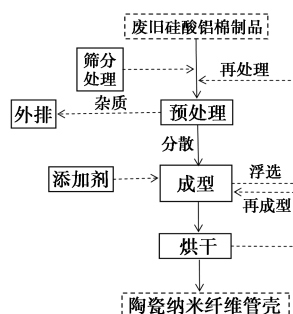 废旧硅酸铝棉制品
筛分
处理
再处理
杂质
外排
预处理
分散
添加剂
成型
浮选
再成型
烘干
陶瓷纳米纤维管壳